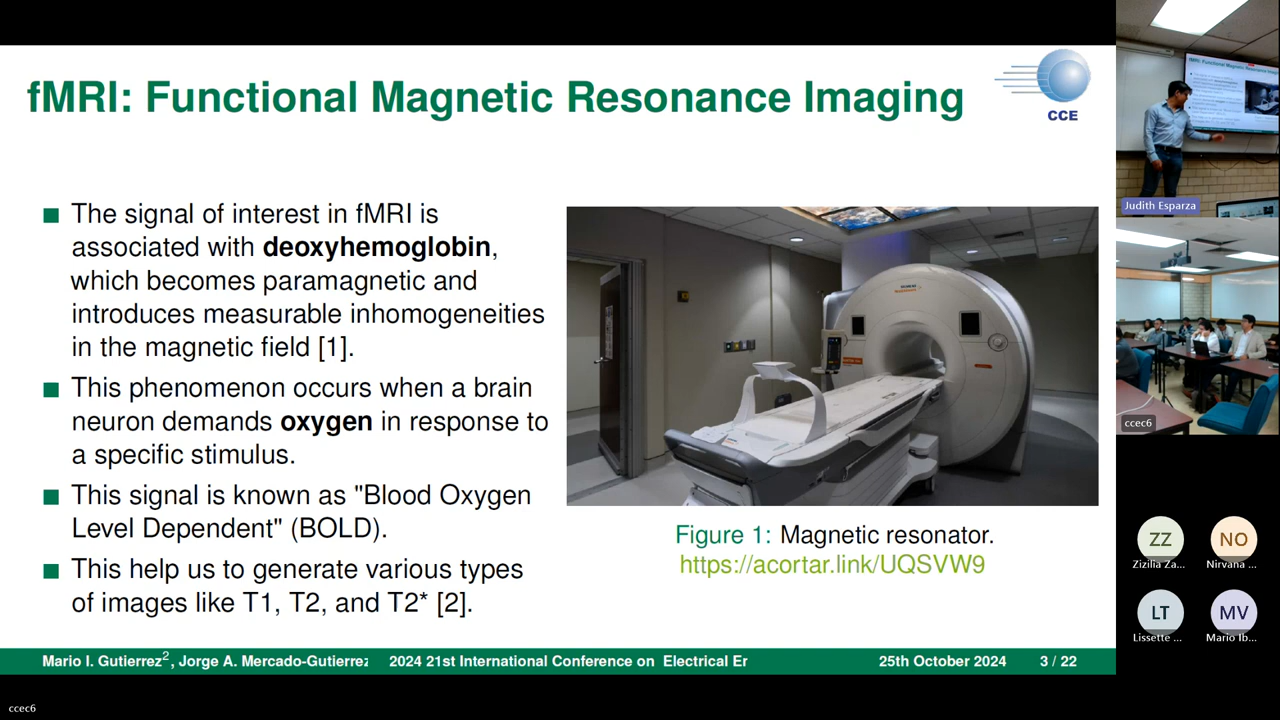 fMRI: Functional Magnetic Resonance Imaging
CCE
The signal of interest in fMRI is
associated with deoxyhemoglobin,
which becomes paramagnetic and
introduces measurable inhomogeneities
in the magnetic field [1].
This phenomenon occurs when a brain
neuron demands oxygen in response to
a specific stimulus.
This signal is known as "Blood Oxygen
Level Dependent" (BOLD).
This help us to generate various types
of images like T1, T2, and T2* [2].
Figure 1: Magnetic resonator.
https://acortar.link/UQSVW9
Mario I. Gutierrez2, Jorge A. Mercado-Gutierrez
2024 21st International Conference on Electrical Er
25th October 2024
3 / 22
Judith Esparza
ccec6
ZZ
Zizilia Za...
NO
Nirvana ...
LT
Lissette ...
MV
Mario Ib...
ccec6